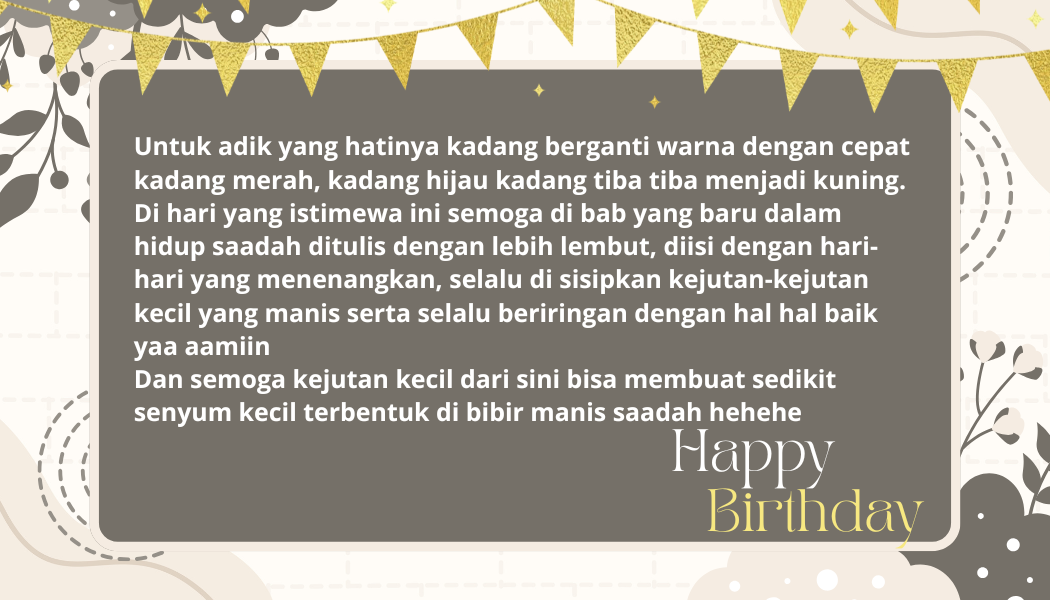 Untuk adik yang hatinya kadang berganti warna dengan cepat
kadang merah, kadang hijau kadang tiba tiba menjadi kuning.
Di hari yang istimewa ini semoga di bab yang baru dalam
hidup saadah ditulis dengan lebih lembut, diisi dengan hari-
hari yang menenangkan, selalu di sisipkan kejutan-kejutan
kecil yang manis serta selalu beriringan dengan hal hal baik
yaa aamiin
Dan semoga kejutan kecil dari sini bisa membuat sedikit
senyum kecil terbentuk di bibir manis saadah hehehe
Happy
Birthday